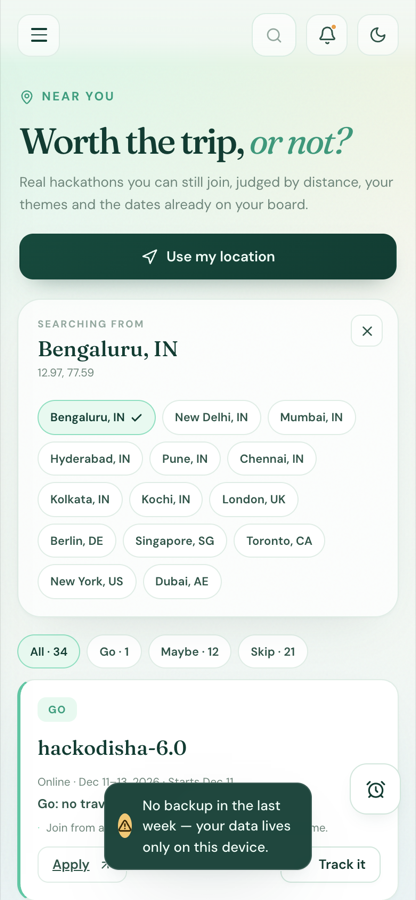 NEAR YOU
Worth the trip, or not?
Real hackathons you can still join, judged by distance, your
themes and the dates already on your board.
Use my location
SEARCHING FROM
Bengaluru, IN
12.97, 77.59
Bengaluru, IN
New Delhi, IN
Mumbai, IN
Hyderabad, IN
Pune, IN
Chennai, IN
Kolkata, IN
Kochi, IN
London, UK
Berlin, DE
Singapore, SG
Toronto, CA
New York, US
Dubai, AE
All · 34
Go · 1
Maybe · 12
Skip · 21
GO
hackodisha-6.0
Online · Dec 11–13, 2026 · Starts Dec 11
Go: no
· Join from
No backup in the last
week — your data lives
only on this device.
Apply
Track it